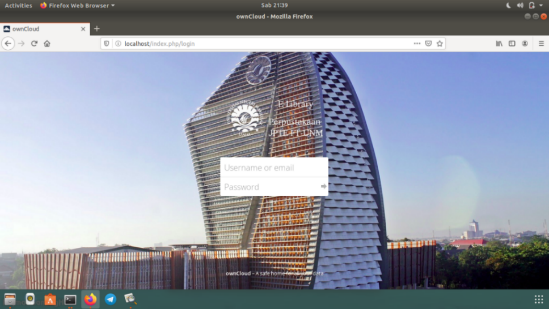 Activities
Firefox Web Browser
Sab 21:39
ownCloud - Mozilla Firefox
ownCloud
localhost/index.php/login
E-Library
Perpustakaan
JPTE FT UNM
Username or email
Password
ownCloud – A safe home for all your data